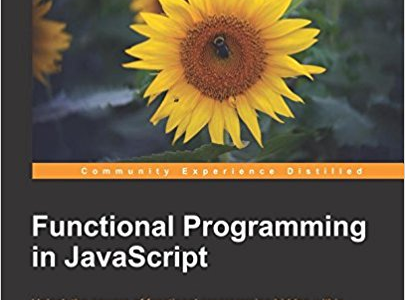 Community Experience Distilled
Functional Programming
in JavaScript